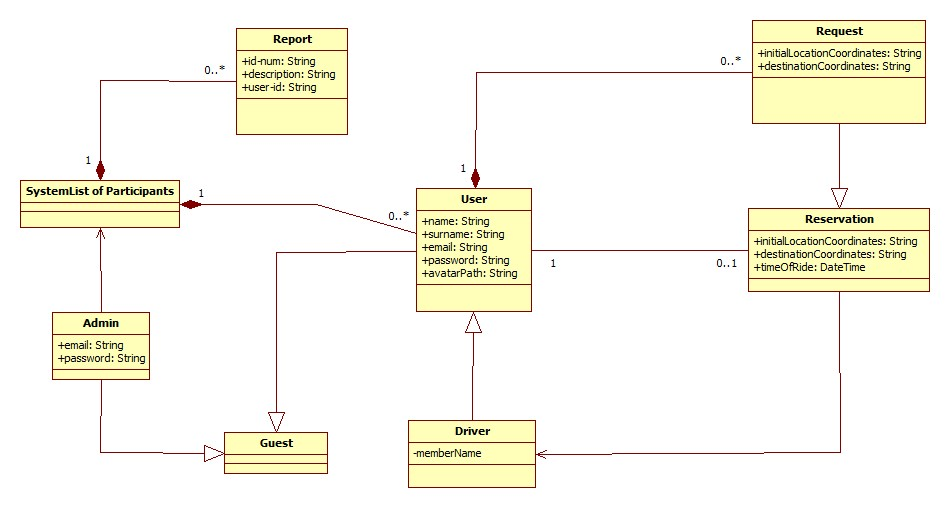 Report
+id-num: String
+description: String
+user-id: String
0..*
1
SystemList of Participants
1
0..*
Request
+initialLocationCoordinates: String
+destinationCoordinates: String
0..*
1
User
+name: String
+surname: String
+email: String
+password: String
+avatarPath: String
1
0..1
Reservation
+initialLocationCoordinates: String
+destinationCoordinates: String
+timeOfRide: DateTime
Admin
+email: String
+password: String
Guest
Driver
-memberName